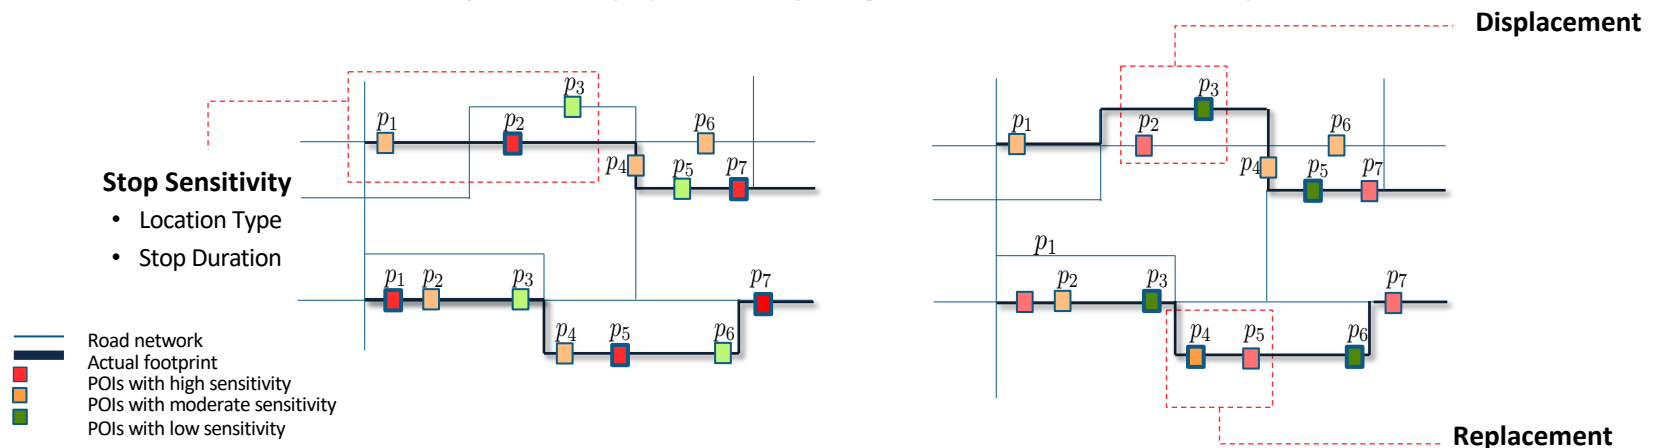 Displacement
p3
p1
p2
p6
p4
p5
p7
Stop Sensitivity
• Location Type
• Stop Duration
p1
p2
p3
p7
p4
p5
p6
Road network
Actual footprint
POIs with high sensitivity
POIs with moderate sensitivity
POIs with low sensitivity
p3
p1
p2
p6
p4
p5
p7
p1
p2
p3
p7
p4
p5
p6
Replacement